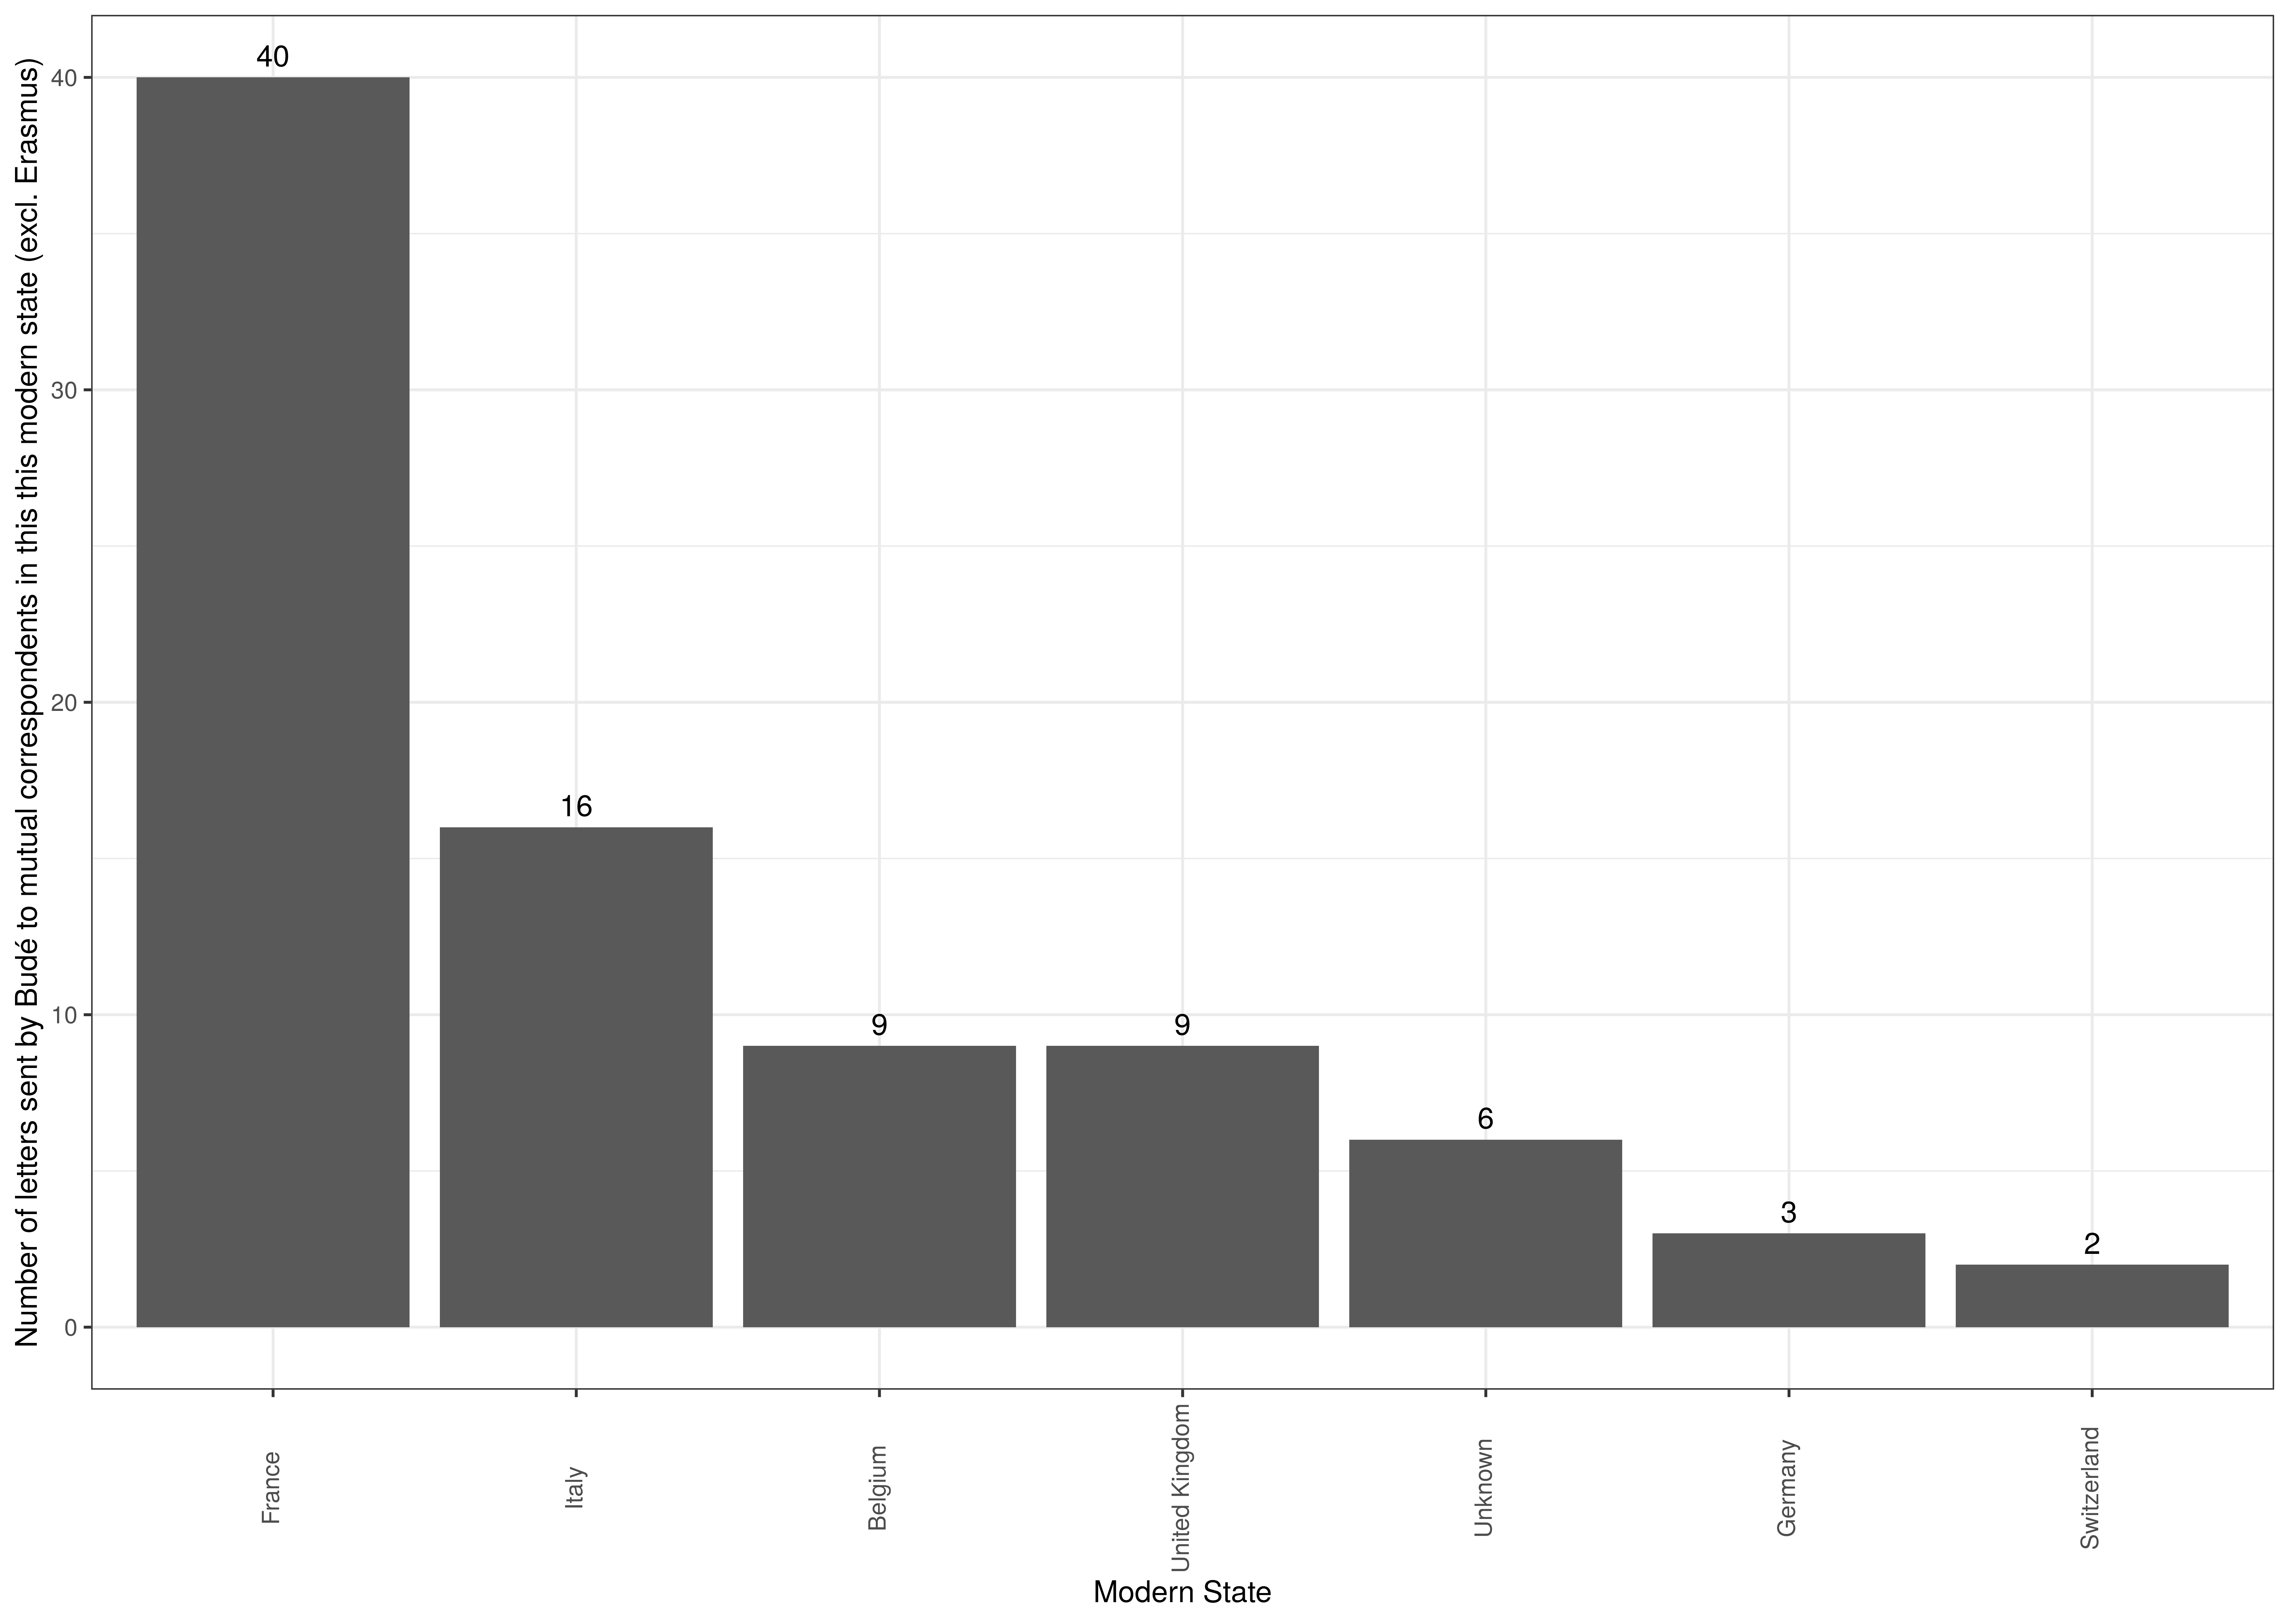 Number of letters sent by Budé to mutual correspondents in this this modern state (excl. Erasmus)
40
30
20
10
0
40
16
9
9
6
3
2
France
Italy
Belgium
United Kingdom
Unknown
Germany
Switzerland
Modern State